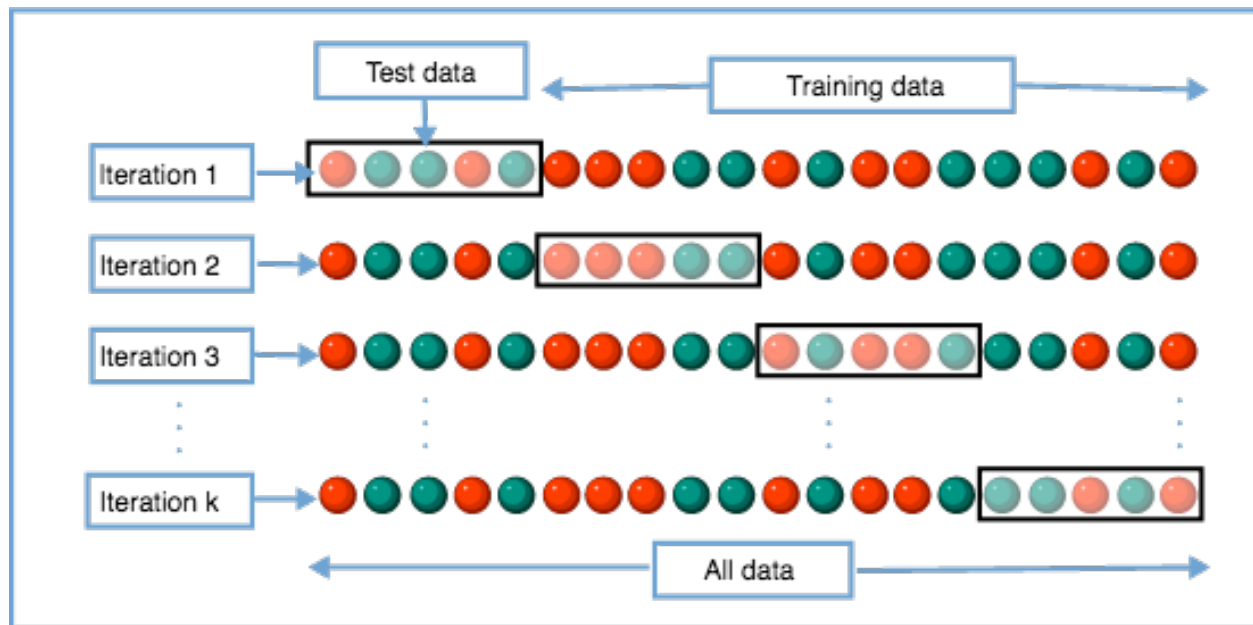 Test data
Training data
Iteration 1
Iteration 2
Iteration 3
Iteration k
All data